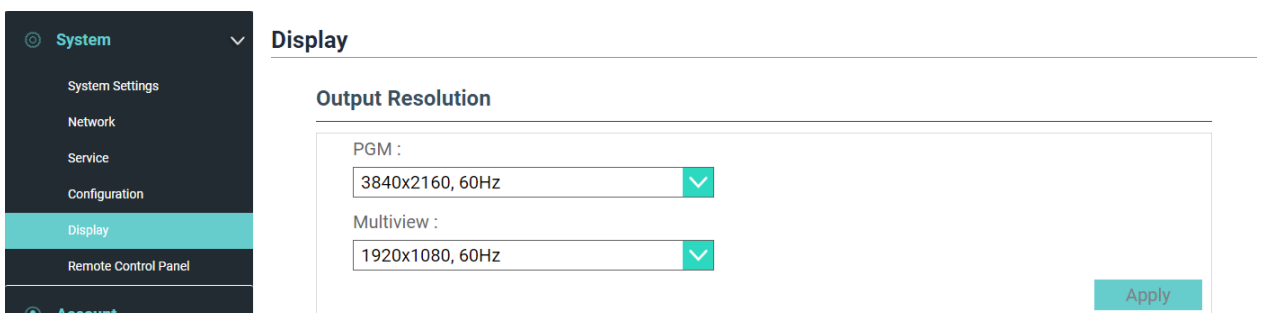 System
System Settings
Network
Service
Configuration
Display
Remote Control Panel
Account
Display
Output Resolution
PGM :
3840x2160, 60Hz
Multiview :
1920x1080, 60Hz
Apply